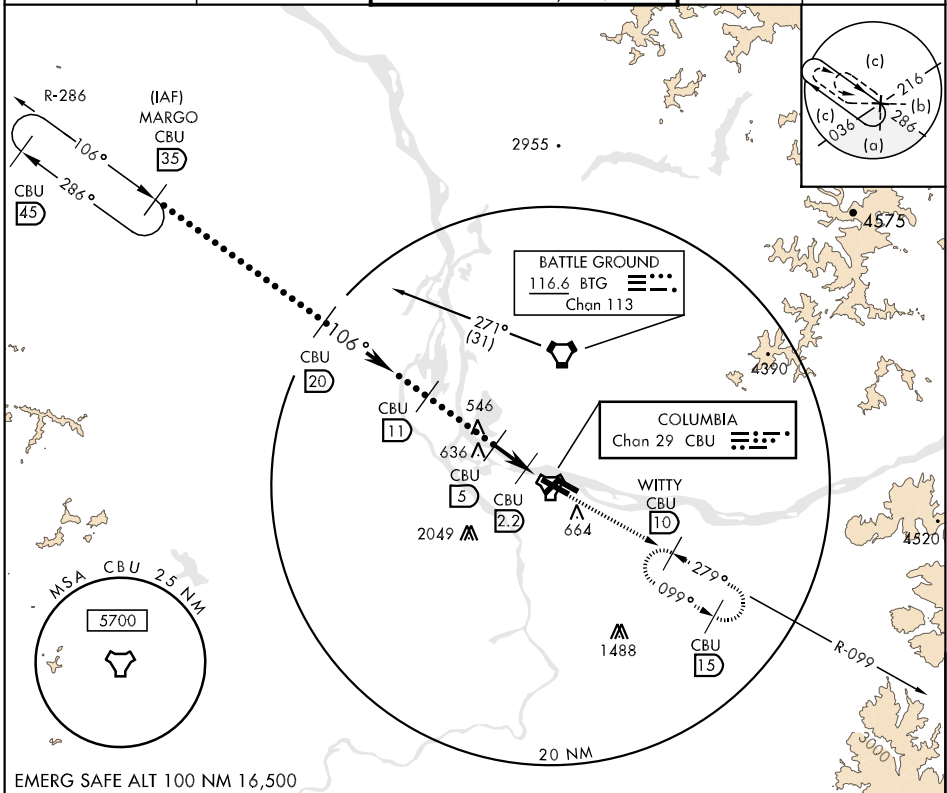 R-286
(IAF)
MARGO
CBU
35
106°
286°
CBU
45
2955
(c)
216
(b)
(c)
036
286
(a)
4575
BATTLE GROUND
116.6 BTG
Chan 113
271°
(31)
106°
CBU
20
4390
CBU
11
546
636
COLUMBIA
Chan 29 CBU
CBU
5
CBU
2.2
WITTY
CBU
10
664
2049
4520
279°
099°
MSA CBU 25 NM
5700
1488
CBU
15
R-099
3000
20 NM
EMERG SAFE ALT 100 NM 16,500